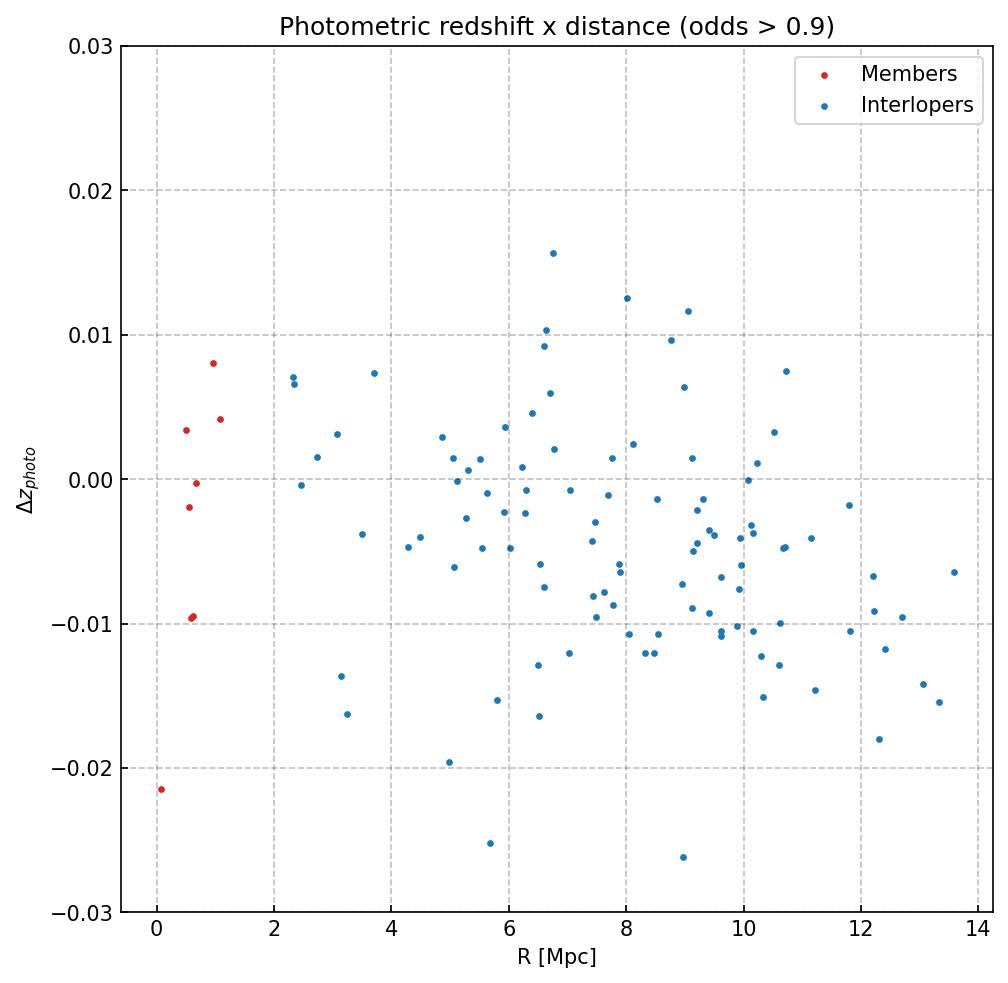 Photometric redshift x distance (odds > 0.9)
Members
Interlopers
0.03
0.02
0.01
0.00
−0.01
−0.02
−0.03
Δz_photo
0 2 4 6 8 10 12 14
R [Mpc]